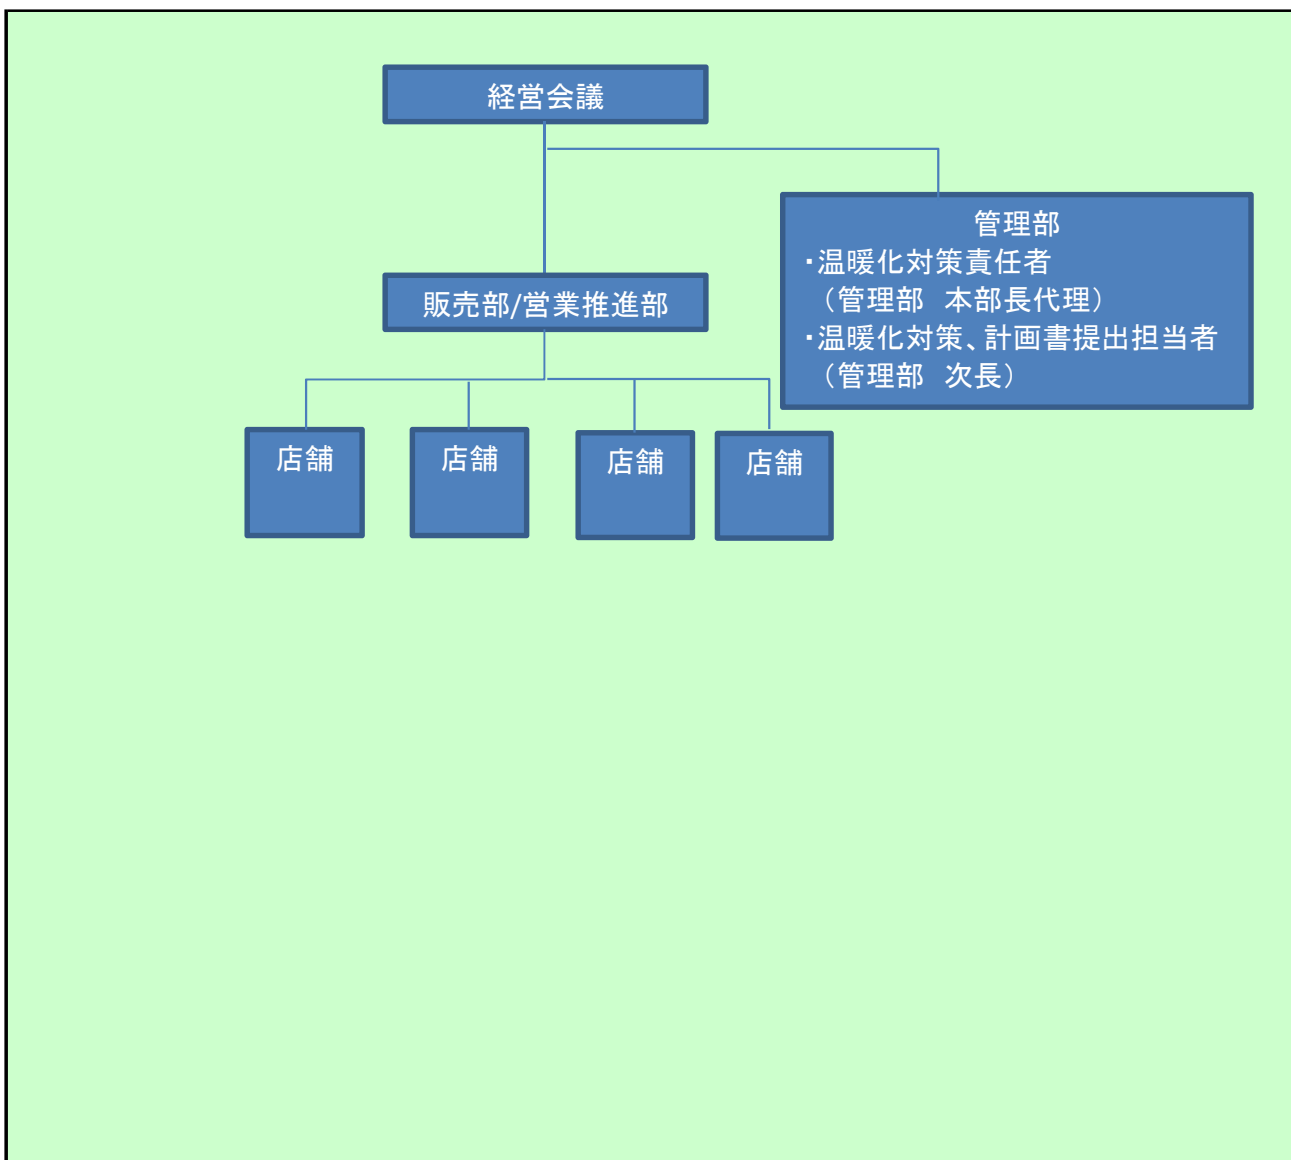 経営会議
管理部
・温暖化対策責任者
（管理部　本部長代理）
・温暖化対策、計画書提出担当者
（管理部　次長）
販売部/営業推進部
店舗
店舗
店舗
店舗